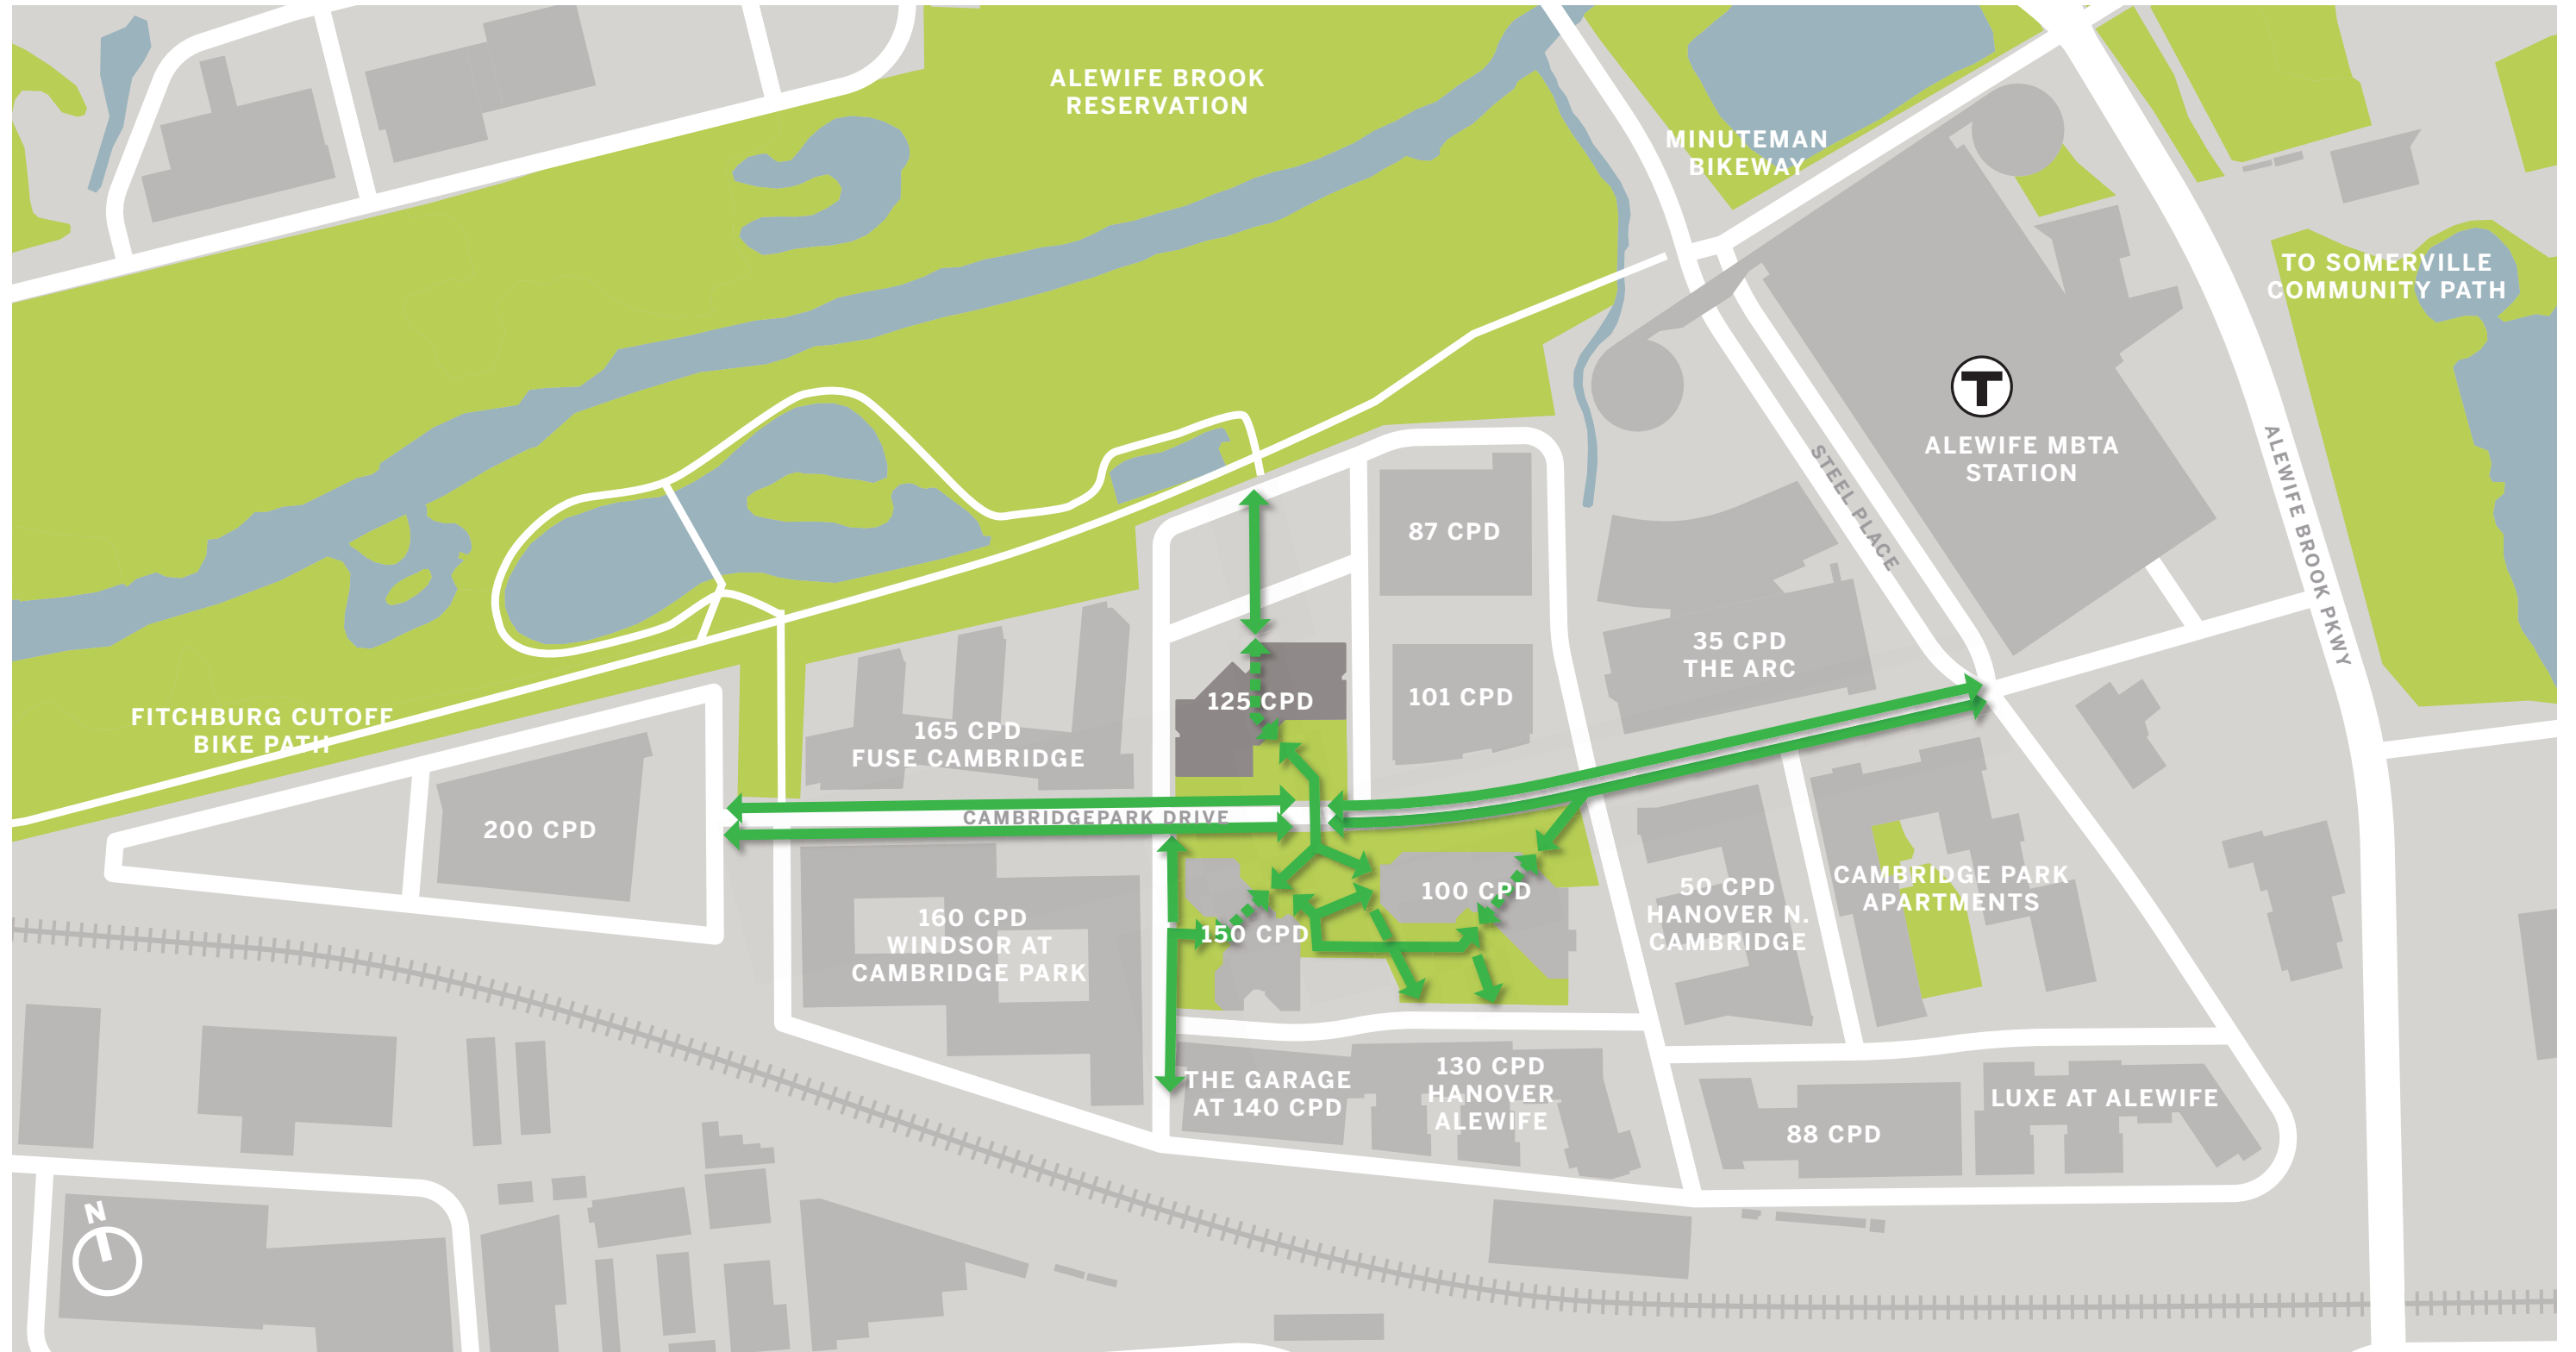 ALEWIFE BROOK
RESERVATION
MINUTEMAN
BIKEWAY
TO SOMERVILLE
COMMUNITY PATH
T
ALEWIFE MBTA
STATION
STEEL PLACE
ALEWIFE BROOK PKWY
87 CPD
35 CPD
THE ARC
125 CPD
101 CPD
FITCHBURG CUTOFF
BIKE PATH
165 CPD
FUSE CAMBRIDGE
200 CPD
CAMBRIDGEPARK DRIVE
100 CPD
50 CPD
HANOVER N.
CAMBRIDGE
CAMBRIDGE PARK
APARTMENTS
160 CPD
WINDSOR AT
CAMBRIDGE PARK
150 CPD
THE GARAGE
AT 140 CPD
130 CPD
HANOVER
ALEWIFE
88 CPD
LUXE AT ALEWIFE
N